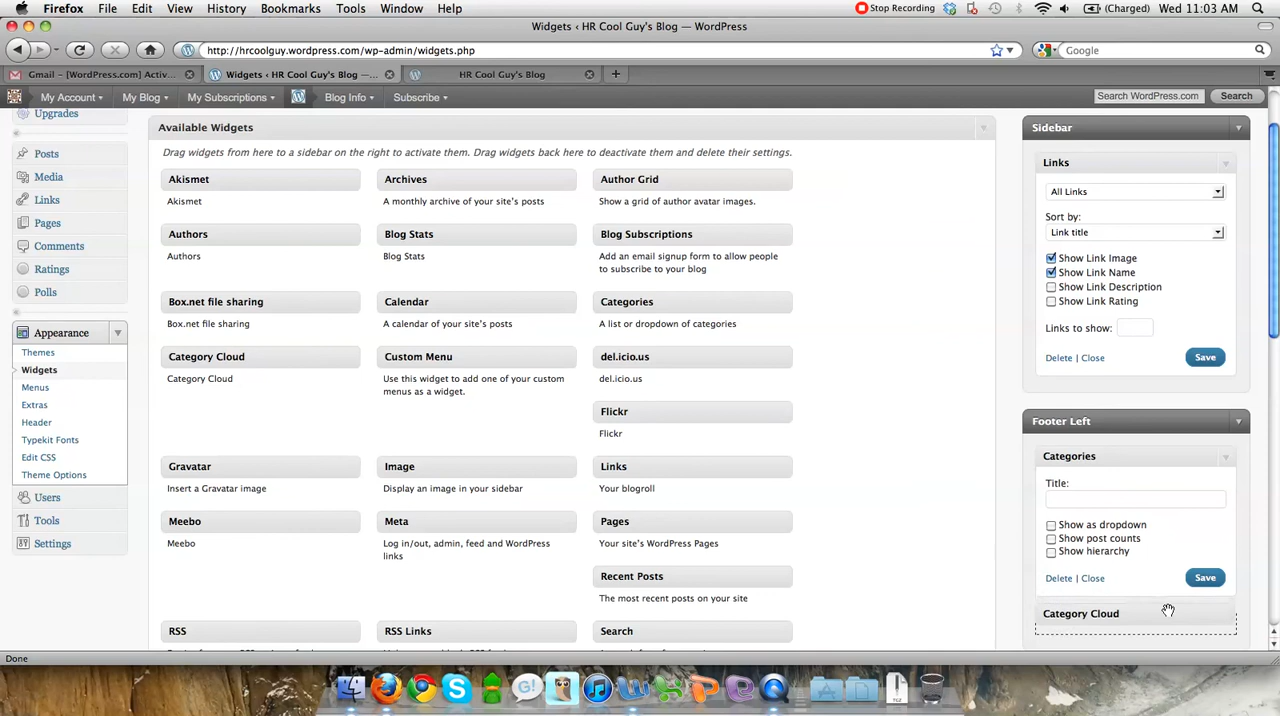 Firefox File Edit View History Bookmarks Tools Window Help Stop Recording (Charged) Wed 11:03 AM
Widgets ‹ HR Cool Guy's Blog — WordPress
http://hrcoolguy.wordpress.com/wp-admin/widgets.php Google
Gmail – [WordPress.com] Activ... Widgets ‹ HR Cool Guy's Blog —... HR Cool Guy's Blog
My Account My Blog My Subscriptions Blog Info Subscribe Search WordPress.com Search
Upgrades
Posts
Media
Links
Pages
Comments
Ratings
Polls
Appearance
Themes
Widgets
Menus
Extras
Header
Typekit Fonts
Edit CSS
Theme Options
Users
Tools
Settings
Available Widgets
Drag widgets from here to a sidebar on the right to activate them. Drag widgets back here to deactivate them and delete their settings.
Akismet Archives Author Grid
Akismet A monthly archive of your site's posts Show a grid of author avatar images.
Authors Blog Stats Blog Subscriptions
Authors Blog Stats Add an email signup form to allow people
to subscribe to your blog
Box.net file sharing Calendar Categories
Box.net file sharing A calendar of your site's posts A list or dropdown of categories
Category Cloud Custom Menu del.icio.us
Category Cloud Use this widget to add one of your custom del.icio.us
menus as a widget.
Flickr
Flickr
Gravatar Image Links
Insert a Gravatar image Display an image in your sidebar Your blogroll
Meebo Meta Pages
Meebo Log in/out, admin, feed and WordPress Your site's WordPress Pages
links
Recent Posts
The most recent posts on your site
RSS RSS Links Search
Sidebar
Links
All Links
Sort by:
Link title
Show Link Image
Show Link Name
Show Link Description
Show Link Rating
Links to show:
Delete | Close Save
Footer Left
Categories
Title:
Show as dropdown
Show post counts
Show hierarchy
Delete | Close Save
Category Cloud
Done